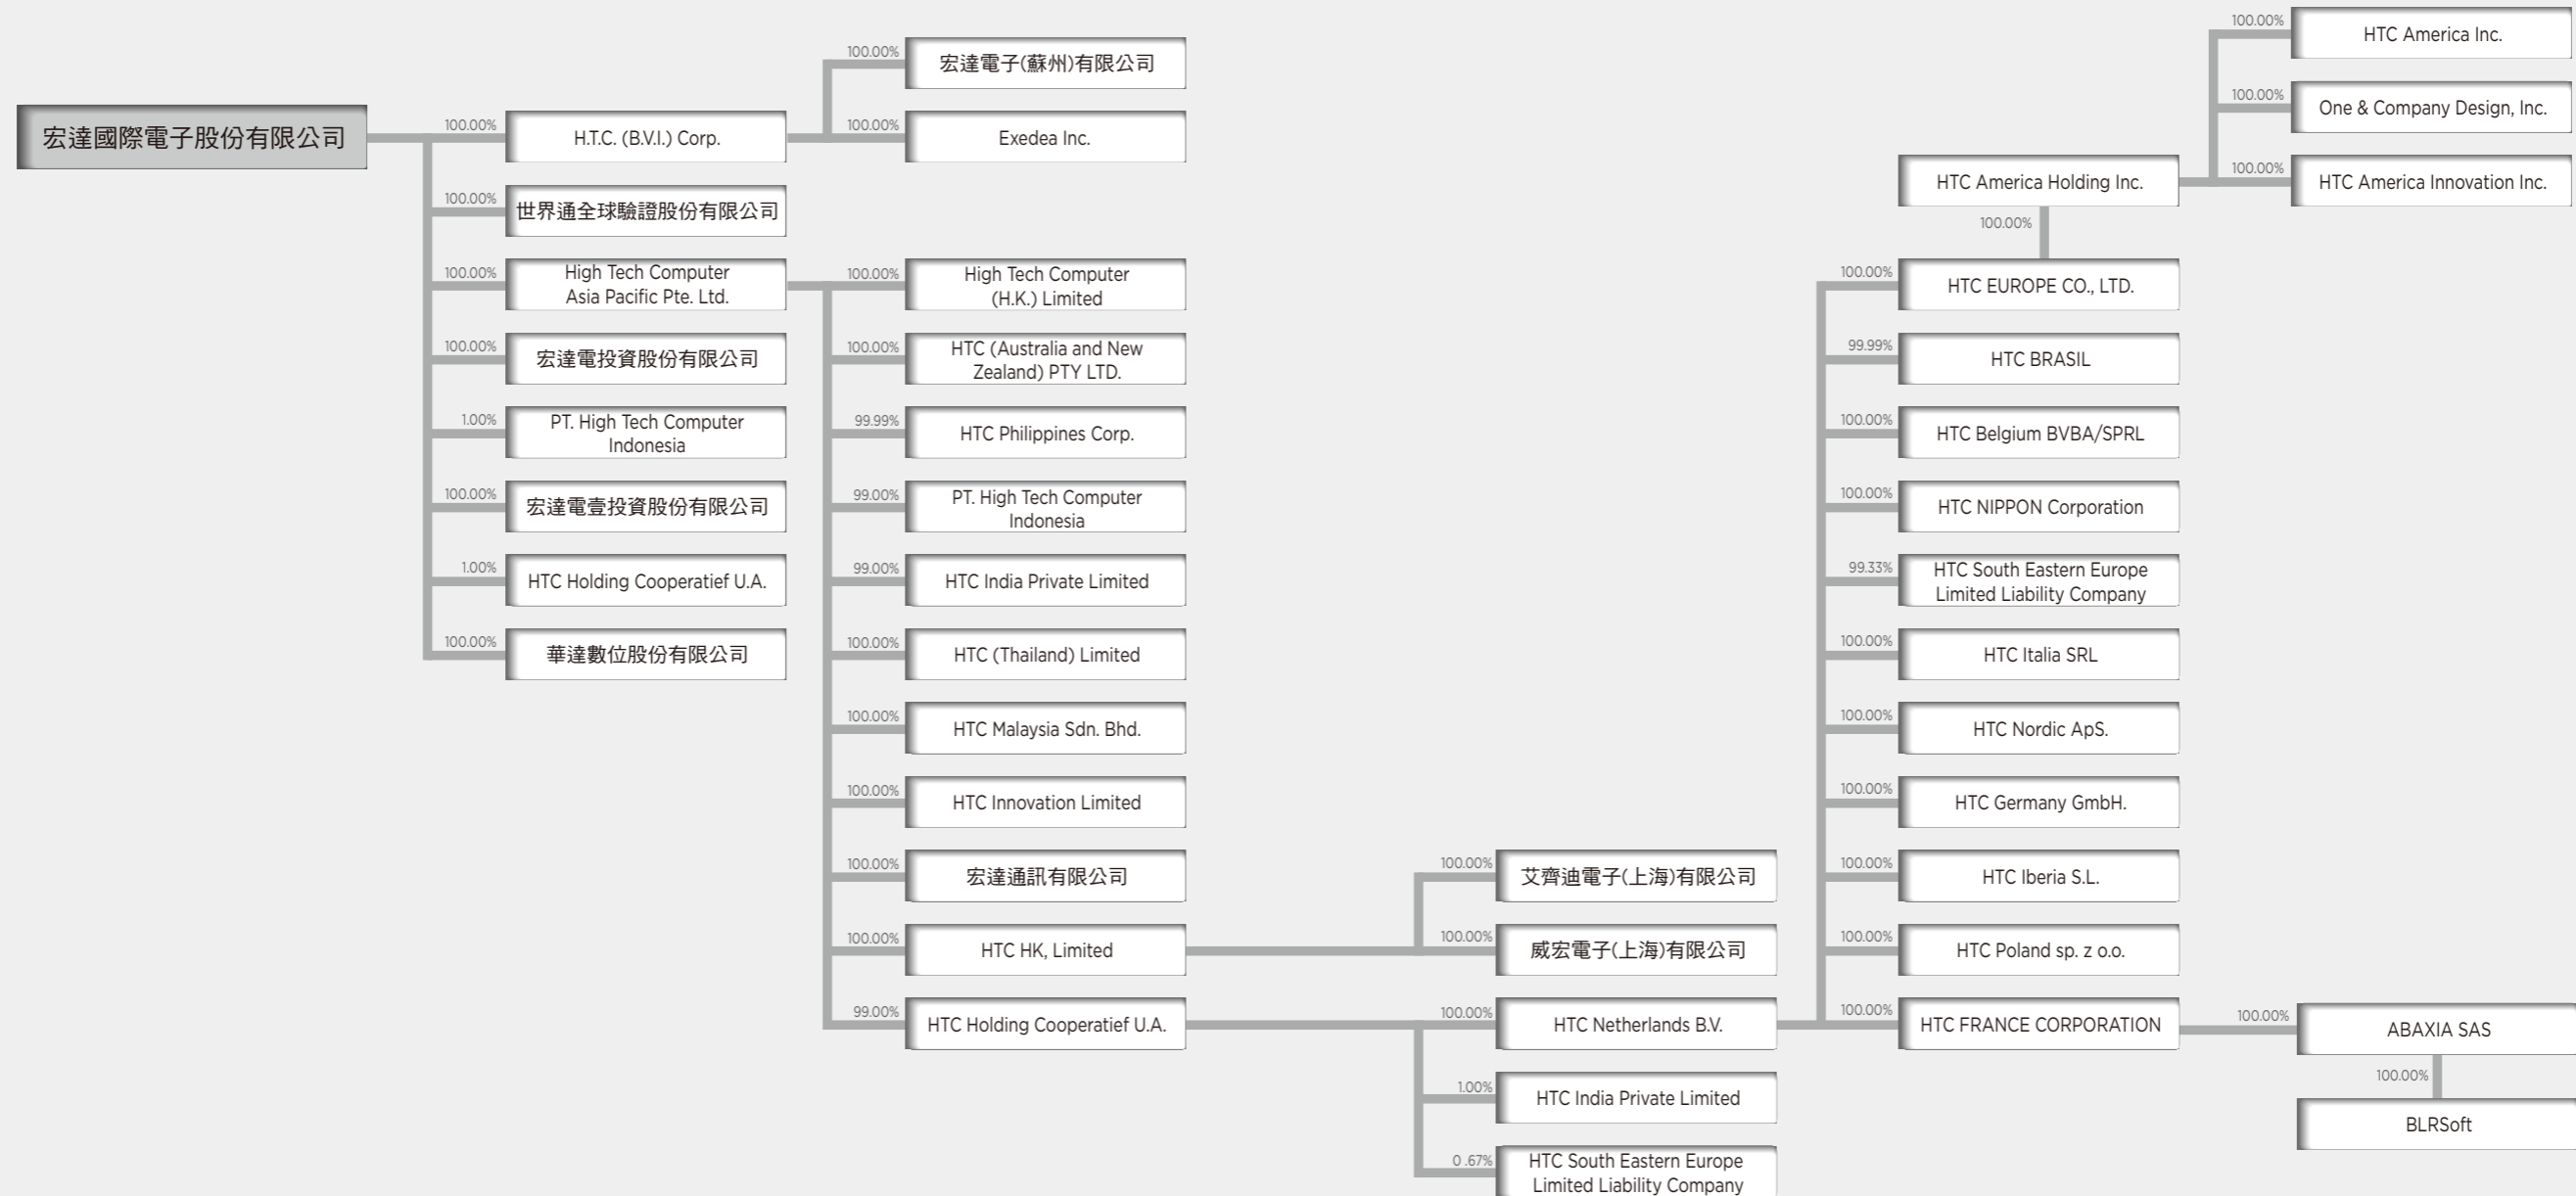 宏達國際電子股份有限公司
100.00%
H.T.C. (B.V.I.) Corp.
100.00%
世界通全球驗證股份有限公司
100.00%
High Tech Computer
Asia Pacific Pte. Ltd.
100.00%
宏達電投資股份有限公司
1.00%
PT. High Tech Computer
Indonesia
100.00%
宏達電壹投資股份有限公司
1.00%
HTC Holding Cooperatief U.A.
100.00%
華達數位股份有限公司
100.00%
宏達電子(蘇州)有限公司
100.00%
Exedea Inc.
100.00%
High Tech Computer
(H.K.) Limited
100.00%
HTC (Australia and New
Zealand) PTY LTD.
99.99%
HTC Philippines Corp.
99.00%
PT. High Tech Computer
Indonesia
99.00%
HTC India Private Limited
100.00%
HTC (Thailand) Limited
100.00%
HTC Malaysia Sdn. Bhd.
100.00%
HTC Innovation Limited
100.00%
宏達通訊有限公司
100.00%
HTC HK, Limited
99.00%
HTC Holding Cooperatief U.A.
100.00%
艾齊迪電子(上海)有限公司
100.00%
威宏電子(上海)有限公司
100.00%
HTC Netherlands B.V.
1.00%
HTC India Private Limited
0 .67%
HTC South Eastern Europe
Limited Liability Company
HTC America Holding Inc.
100.00%
100.00%
HTC EUROPE CO., LTD.
99.99%
HTC BRASIL
100.00%
HTC Belgium BVBA/SPRL
100.00%
HTC NIPPON Corporation
99.33%
HTC South Eastern Europe
Limited Liability Company
100.00%
HTC Italia SRL
100.00%
HTC Nordic ApS.
100.00%
HTC Germany GmbH.
100.00%
HTC Iberia S.L.
100.00%
HTC Poland sp. z o.o.
100.00%
HTC FRANCE CORPORATION
100.00%
HTC America Inc.
100.00%
One & Company Design, Inc.
100.00%
HTC America Innovation Inc.
100.00%
ABAXIA SAS
100.00%
BLRSoft